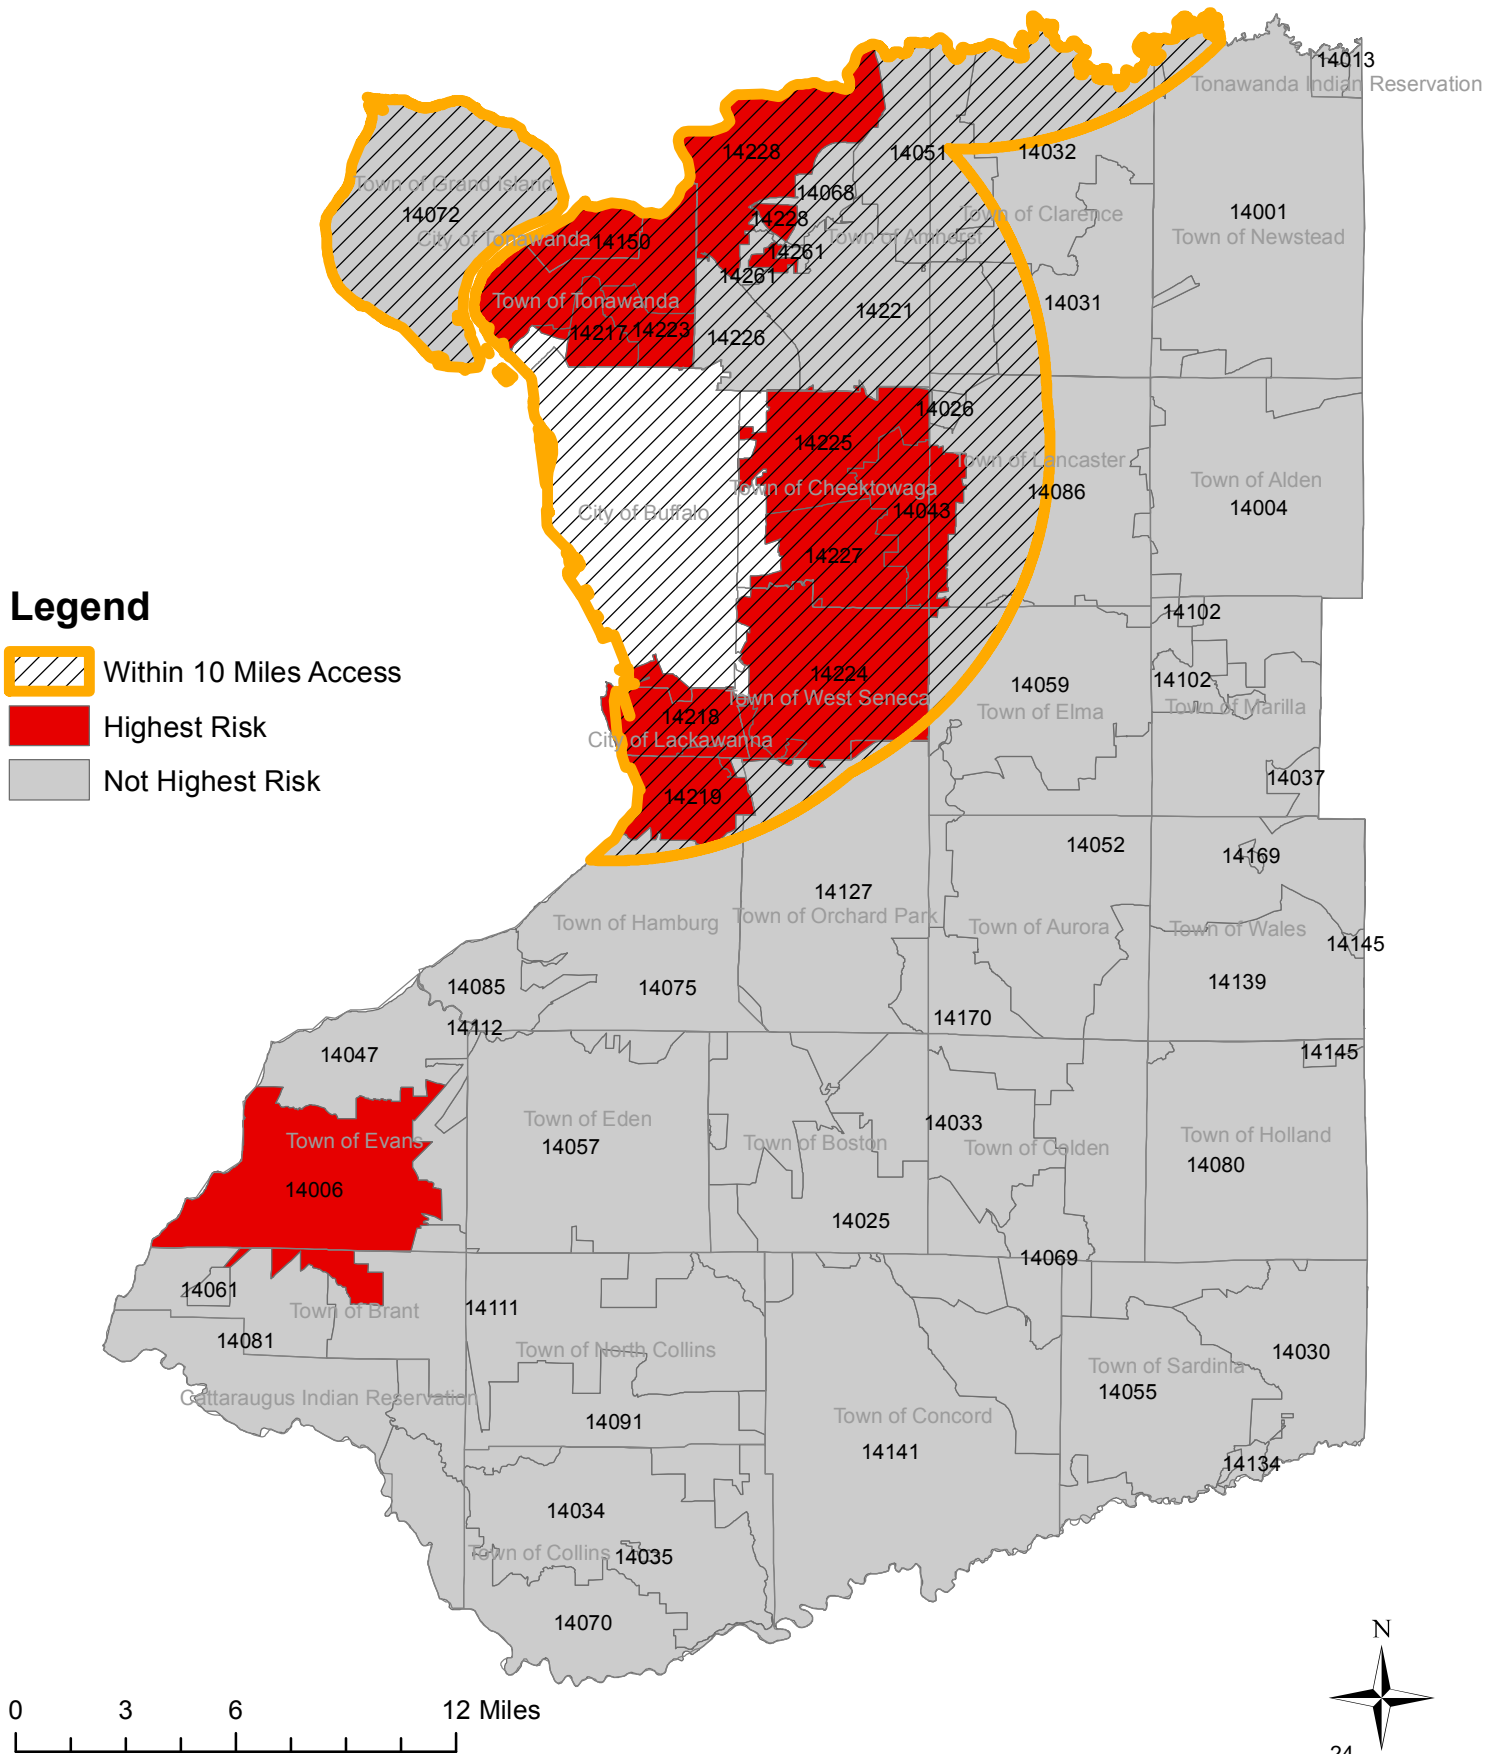 14013
Tonawanda Indian Reservation
14228
14051
14032
Town of Grand Island
14072
14068
14228
Town of Clarence
14001
City of Tonawanda
14150
Town of Amherst
Town of Newstead
14261
14261
Town of Tonawanda
14221
14031
14217
14223
14226
14026
14225
Town of Lancaster
Town of Cheektowaga
14086
Town of Alden
14004
City of Buffalo
14043
14227
Legend
Within 10 Miles Access
Highest Risk
Not Highest Risk
14102
14224
14059
14102
Town of West Seneca
Town of Elma
Town of Marilla
14218
City of Lackawanna
14037
14219
14052
14169
14127
Town of Hamburg
Town of Orchard Park
Town of Aurora
Town of Wales
14145
14085
14075
14139
14170
14112
14047
14145
Town of Evans
Town of Eden
14057
14033
Town of Boston
Town of Colden
Town of Holland
14080
14006
14025
14069
14061
Town of Brant
14111
14081
Town of North Collins
14030
Town of Sardinia
14055
Cattaraugus Indian Reservation
14091
Town of Concord
14141
14134
14034
Town of Collins
14035
14070
N
0 3 6 12 Miles
24